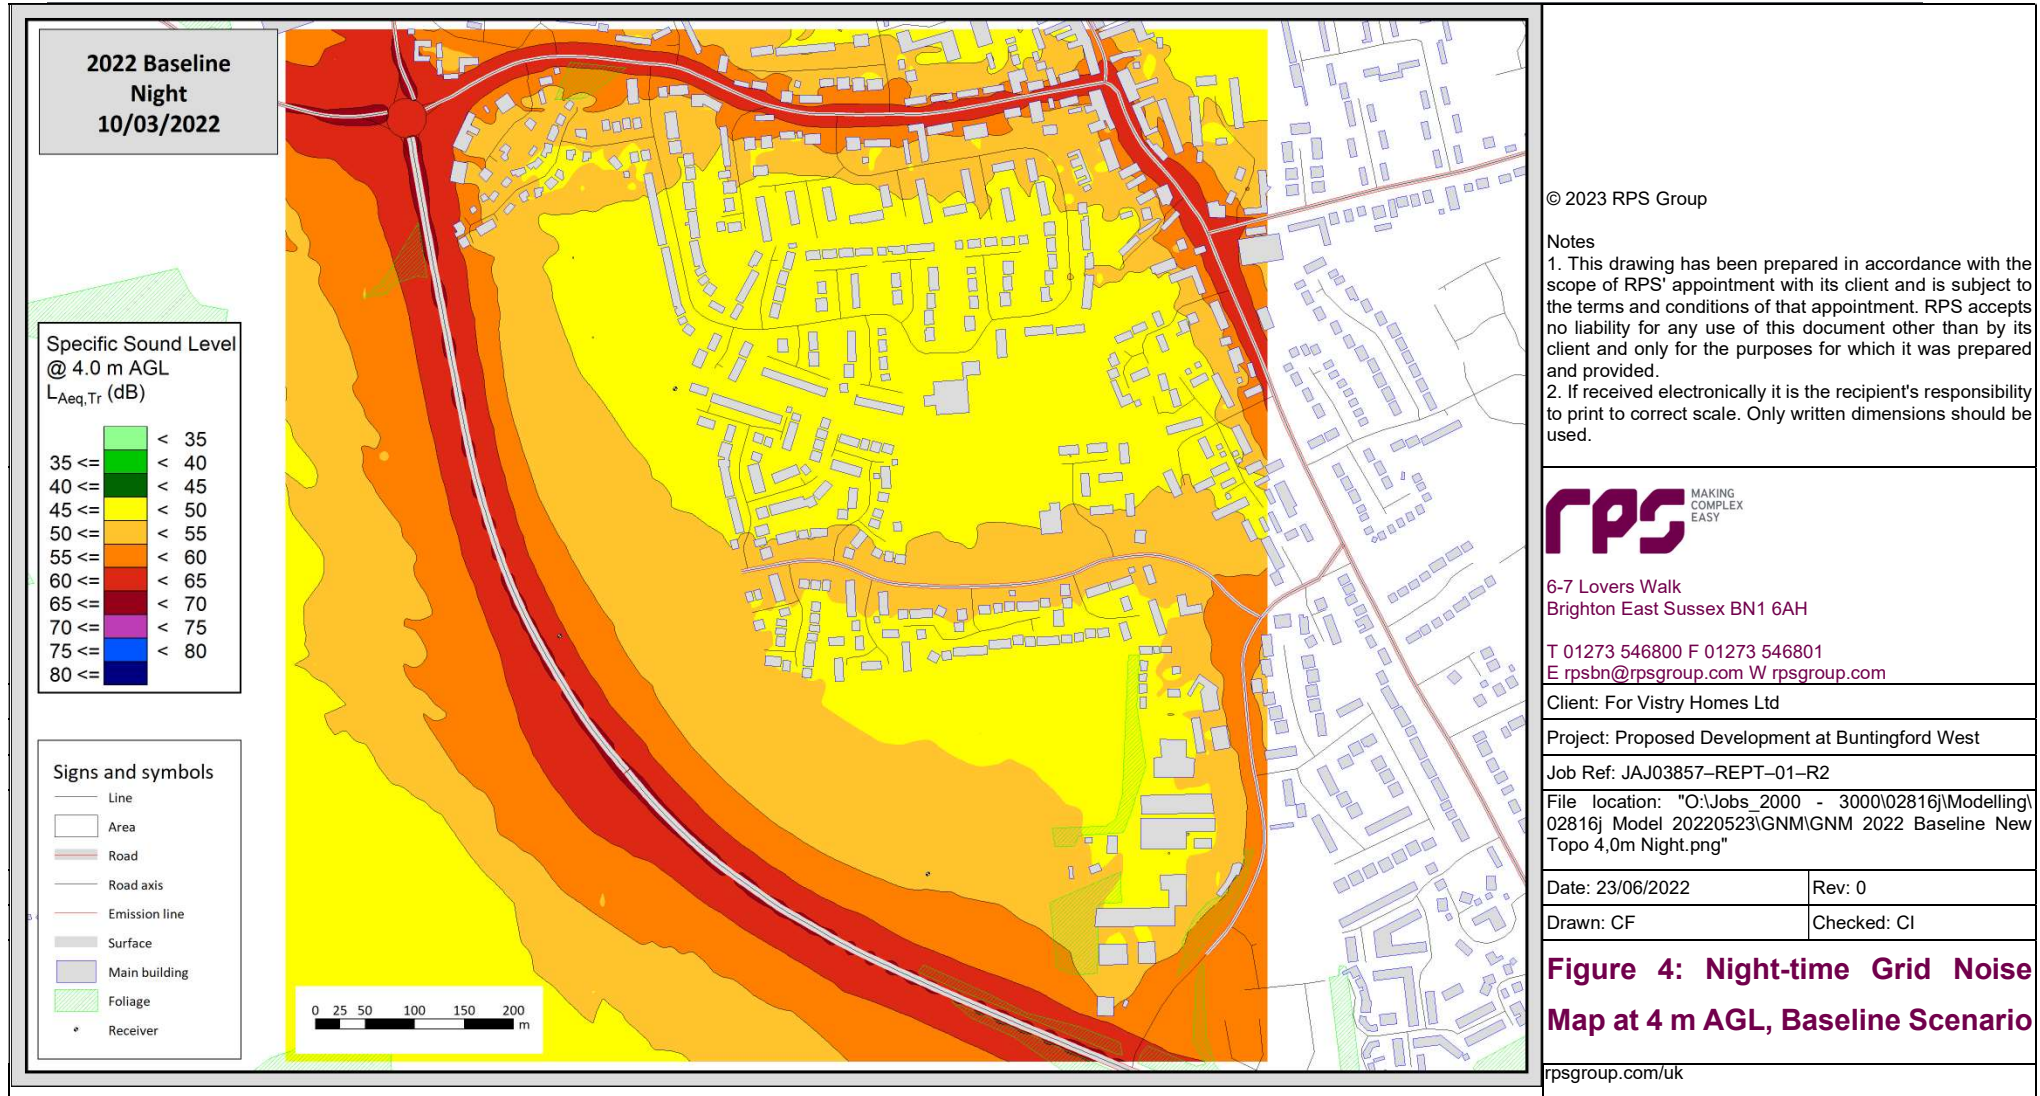 2022 Baseline
Night
10/03/2022
Specific Sound Level
@ 4.0 m AGL
LAeq,Tr (dB)
< 35
35 <= < 40
40 <= < 45
45 <= < 50
50 <= < 55
55 <= < 60
60 <= < 65
65 <= < 70
70 <= < 75
75 <= < 80
80 <=
Signs and symbols
Line
Area
Road
Road axis
Emission line
Surface
Main building
Foliage
Receiver
0 25 50 100 150 200
m
© 2023 RPS Group
Notes
1. This drawing has been prepared in accordance with the
scope of RPS' appointment with its client and is subject to
the terms and conditions of that appointment. RPS accepts
no liability for any use of this document other than by its
client and only for the purposes for which it was prepared
and provided.
2. If received electronically it is the recipient's responsibility
to print to correct scale. Only written dimensions should be
used.
rps
MAKING
COMPLEX
EASY
6-7 Lovers Walk
Brighton East Sussex BN1 6AH
T 01273 546800 F 01273 546801
E rpsbn@rpsgroup.com W rpsgroup.com
Client: For Vistry Homes Ltd
Project: Proposed Development at Buntingford West
Job Ref: JAJ03857–REPT–01–R2
File location: "O:\Jobs_2000 - 3000\02816j\Modelling\
02816j Model 20220523\GNM\GNM 2022 Baseline New
Topo 4,0m Night.png"
Date: 23/06/2022
Rev: 0
Drawn: CF
Checked: CI
Figure 4: Night-time Grid Noise
Map at 4 m AGL, Baseline Scenario
rpsgroup.com/uk